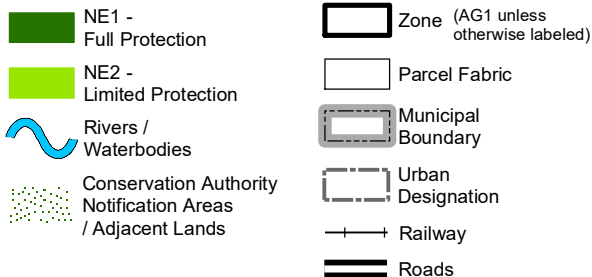 NE1 -
Full Protection
NE2 -
Limited Protection
Rivers /
Waterbodies
Conservation Authority
Notification Areas
/ Adjacent Lands
Zone (AG1 unless
otherwise labeled)
Parcel Fabric
Municipal
Boundary
Urban
Designation
Railway
Roads